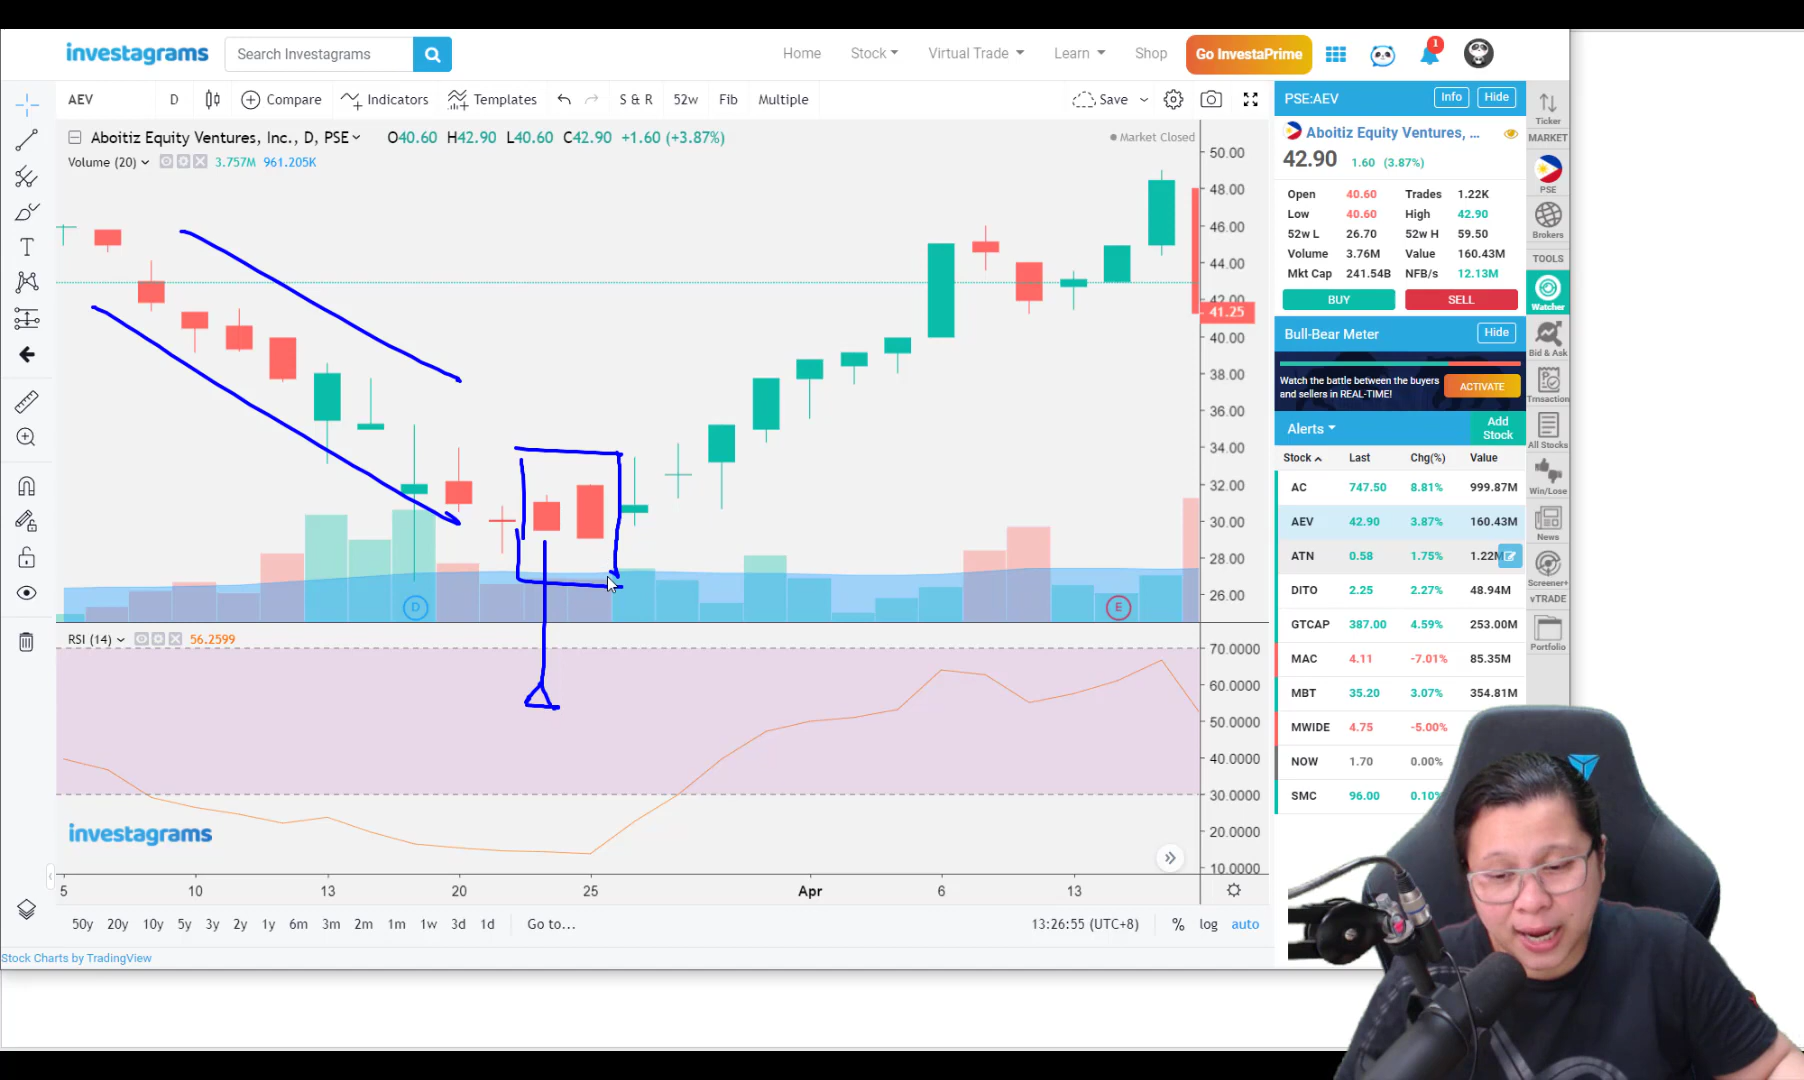 investagrams
Search Investagrams
Home
Stock
Virtual Trade
Learn
Shop
Go InvestaPrime
1
AEV
D
Compare
Indicators
Templates
S & R
52w
Fib
Multiple
Save
Aboitiz Equity Ventures, Inc., D, PSE
O40.60 H42.90 L40.60 C42.90 +1.60 (+3.87%)
Market Closed
Volume (20)
3.757M 961.205K
50.00
48.00
46.00
44.00
42.00
41.25
40.00
38.00
36.00
34.00
32.00
30.00
28.00
26.00
D
E
RSI (14)
56.2599
70.0000
60.0000
50.0000
40.0000
30.0000
20.0000
10.0000
investagrams
5 10 13 20 25 Apr 6 13
50y 20y 10y 5y 3y 2y 1y 6m 3m 2m 1m 1w 3d 1d
Go to...
13:26:55 (UTC+8)
% log auto
Stock Charts by TradingView
PSE:AEV
Info
Hide
Aboitiz Equity Ventures, ...
42.90 1.60 (3.87%)
Open 40.60 Trades 1.22K
Low 40.60 High 42.90
52w L 26.70 52w H 59.50
Volume 3.76M Value 160.43M
Mkt Cap 241.54B NFB/s 12.13M
BUY
SELL
Bull-Bear Meter
Hide
Watch the battle between the buyers
and sellers in REAL-TIME!
ACTIVATE
Alerts
Add
Stock
Stock Last Chg(%) Value
AC 747.50 8.81% 999.87M
AEV 42.90 3.87% 160.43M
ATN 0.58 1.75% 1.22M
DITO 2.25 2.27% 48.94M
GTCAP 387.00 4.59% 253.00M
MAC 4.11 -7.01% 85.35M
MBT 35.20 3.07% 354.81M
MWIDE 4.75 -5.00%
NOW 1.70 0.00%
SMC 96.00 0.10%
Ticker
MARKET
PSE
Brokers
TOOLS
Watcher
Bid & Ask
Trnsaction
All Stocks
Win/Lose
News
Screener+
vTRADE
Portfolio